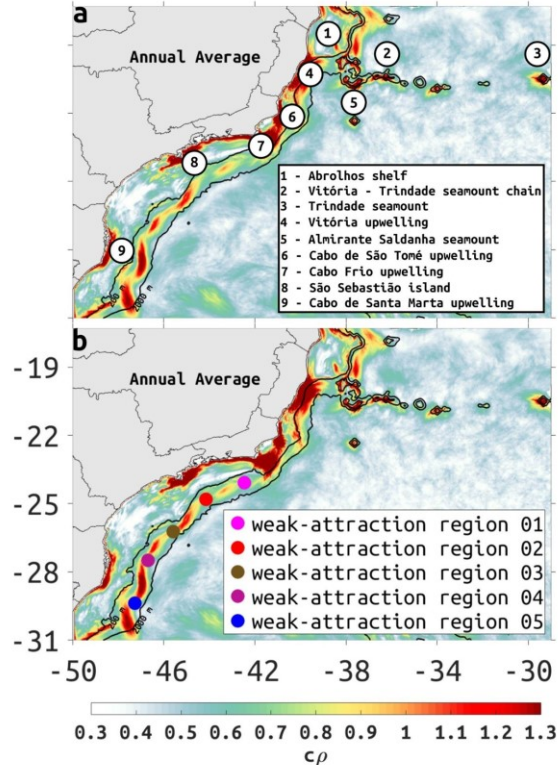 a
Annual Average
1
2
3
4
5
6
7
8
9
1 - Abrolhos shelf
2 - Vitória - Trindade seamount chain
3 - Trindade seamount
4 - Vitória upwelling
5 - Almirante Saldanha seamount
6 - Cabo de São Tomé upwelling
7 - Cabo Frio upwelling
8 - São Sebastião island
9 - Cabo de Santa Marta upwelling
b
Annual Average
-19
-22
-25
-28
-31
weak-attraction region 01
weak-attraction region 02
weak-attraction region 03
weak-attraction region 04
weak-attraction region 05
-50 -46 -42 -38 -34 -30
0.3 0.4 0.5 0.6 0.7 0.8 0.9 1 1.1 1.2 1.3
cρ